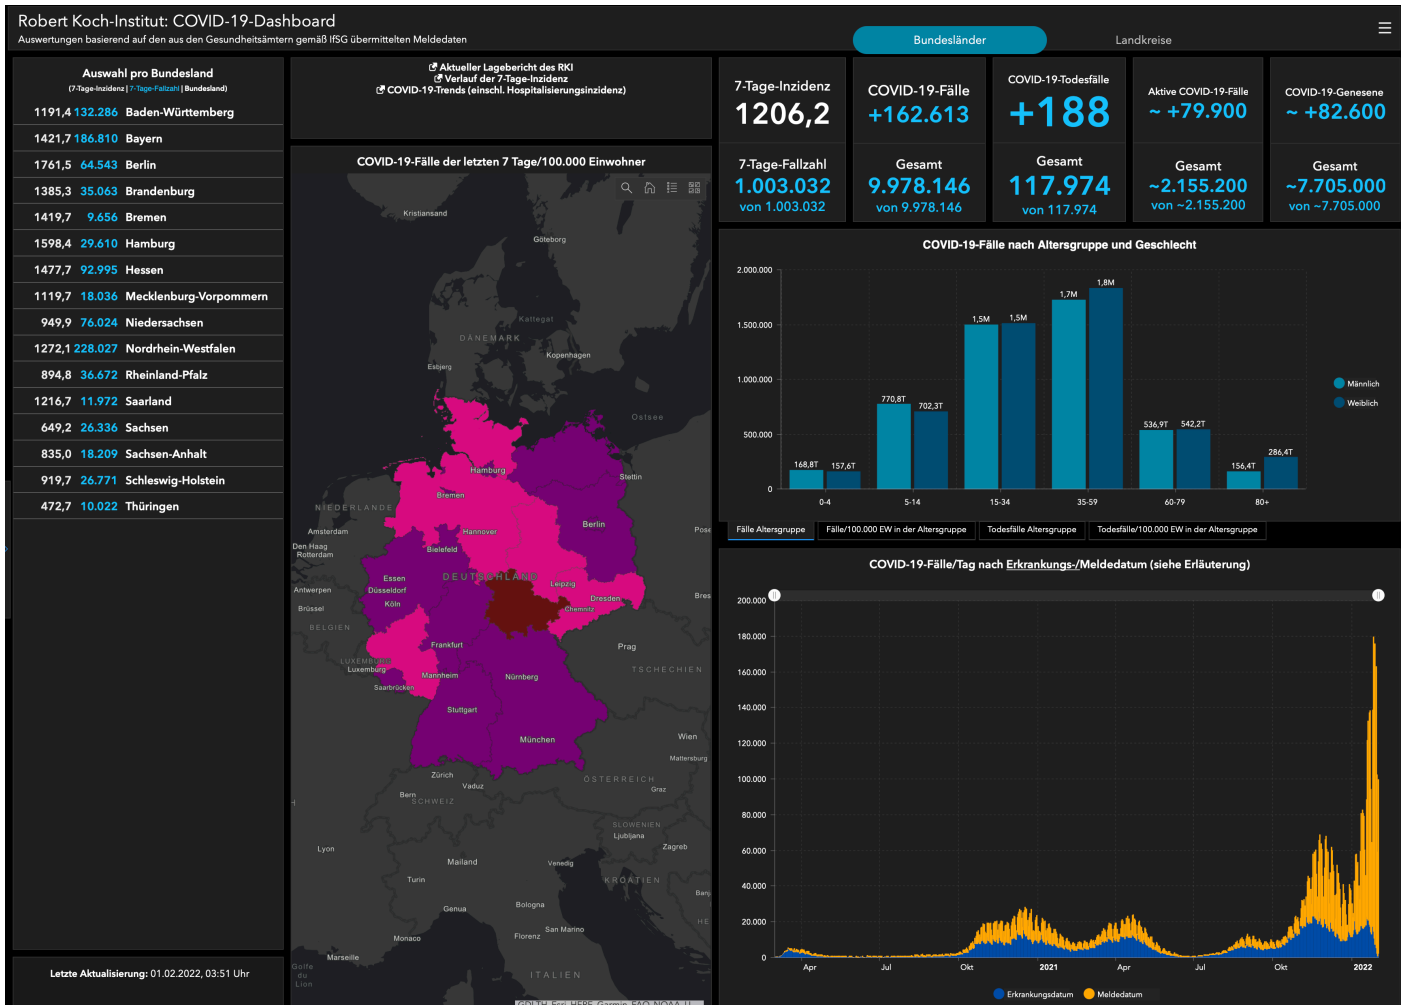 Robert Koch-Institut: COVID-19-Dashboard
Auswertungen basierend auf den aus den Gesundheitsämtern gemäß IfSG übermittelten Meldedaten
Bundesländer
Landkreise
Auswahl pro Bundesland
(7-Tage-Inzidenz | 7-Tage-Fallzahl | Bundesland)
1191,4 132.286 Baden-Württemberg
1421,7 186.810 Bayern
1761,5 64.543 Berlin
1385,3 35.063 Brandenburg
1419,7 9.656 Bremen
1598,4 29.610 Hamburg
1477,7 92.995 Hessen
1119,7 18.036 Mecklenburg-Vorpommern
949,9 76.024 Niedersachsen
1272,1 228.027 Nordrhein-Westfalen
894,8 36.672 Rheinland-Pfalz
1216,7 11.972 Saarland
649,2 26.336 Sachsen
835,0 18.209 Sachsen-Anhalt
919,7 26.771 Schleswig-Holstein
472,7 10.022 Thüringen
Letzte Aktualisierung: 01.02.2022, 03:51 Uhr
Aktueller Lagebericht des RKI
Verlauf der 7-Tage-Inzidenz
COVID-19-Trends (einschl. Hospitalisierungsinzidenz)
COVID-19-Fälle der letzten 7 Tage/100.000 Einwohner
Kristiansand
Göteborg
Kattegat
DÄNEMARK
Kopenhagen
Esbjerg
Ostsee
Hamburg
Stettin
Bremen
NIEDERLANDE
Berlin
Amsterdam
Hannover
Pose
Den Haag
Rotterdam
Bielefeld
Essen
DEUTSCHLAND
Leipzig
Antwerpen
Düsseldorf
Dresden
Bres
Brüssel
Köln
Chemnitz
BELGIEN
Frankfurt
Prag
LUXEMBURG
Luxemburg
TSCHECHIEN
Mannheim
Nürnberg
Saarbrücken
Stuttgart
München
Wien
Mattersburg
Zürich
ÖSTERREICH
Vaduz
Graz
Bern
SCHWEIZ
SLOWENIEN
Ljubljana
Lyon
Zagreb
Mailand
Venedig
Turin
KROATIEN
Banj
Bologna
Genua
San Marino
HE
Monaco
Florenz
Marseille
Golfe
du
Lion
ITALIEN
7-Tage-Inzidenz
1206,2
COVID-19-Fälle
+162.613
COVID-19-Todesfälle
+188
Aktive COVID-19-Fälle
~ +79.900
COVID-19-Genesene
~ +82.600
7-Tage-Fallzahl
1.003.032
von 1.003.032
Gesamt
9.978.146
von 9.978.146
Gesamt
117.974
von 117.974
Gesamt
~2.155.200
von ~2.155.200
Gesamt
~7.705.000
von ~7.705.000
COVID-19-Fälle nach Altersgruppe und Geschlecht
2.000.000
1.500.000
1.000.000
500.000
0
168,8T 157,6T
770,8T 702,3T
1,5M 1,5M
1,7M 1,8M
536,9T 542,2T
156,4T 286,4T
0-4 5-14 15-34 35-59 60-79 80+
Männlich
Weiblich
Fälle Altersgruppe
Fälle/100.000 EW in der Altersgruppe
Todesfälle Altersgruppe
Todesfälle/100.000 EW in der Altersgruppe
COVID-19-Fälle/Tag nach Erkrankungs-/Meldedatum (siehe Erläuterung)
200.000
180.000
160.000
140.000
120.000
100.000
80.000
60.000
40.000
20.000
0
Apr Jul Okt 2021 Apr Jul Okt 2022
Erkrankungsdatum Meldedatum